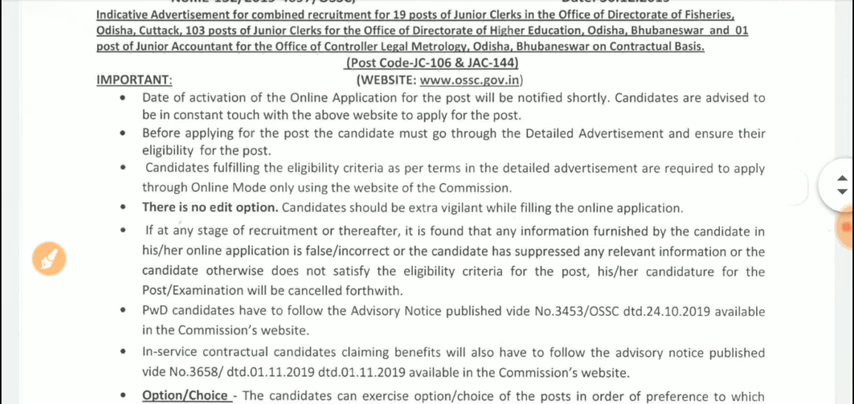 Indicative Advertisement for combined recruitment for 19 posts of Junior Clerks in the Office of Directorate of Fisheries,
Odisha, Cuttack, 103 posts of Junior Clerks for the Office of Directorate of Higher Education, Odisha, Bhubaneswar and 01
post of Junior Accountant for the Office of Controller Legal Metrology, Odisha, Bhubaneswar on Contractual Basis.
(Post Code-JC-106 & JAC-144)
IMPORTANT: (WEBSITE: www.ossc.gov.in)
• Date of activation of the Online Application for the post will be notified shortly. Candidates are advised to
be in constant touch with the above website to apply for the post.
• Before applying for the post the candidate must go through the Detailed Advertisement and ensure their
eligibility for the post.
• Candidates fulfilling the eligibility criteria as per terms in the detailed advertisement are required to apply
through Online Mode only using the website of the Commission.
• There is no edit option. Candidates should be extra vigilant while filling the online application.
• If at any stage of recruitment or thereafter, it is found that any information furnished by the candidate in
his/her online application is false/incorrect or the candidate has suppressed any relevant information or the
candidate otherwise does not satisfy the eligibility criteria for the post, his/her candidature for the
Post/Examination will be cancelled forthwith.
• PwD candidates have to follow the Advisory Notice published vide No.3453/OSSC dtd.24.10.2019 available
in the Commission's website.
• In-service contractual candidates claiming benefits will also have to follow the advisory notice published
vide No.3658/ dtd.01.11.2019 dtd.01.11.2019 available in the Commission's website.
• Option/Choice - The candidates can exercise option/choice of the posts in order of preference to which